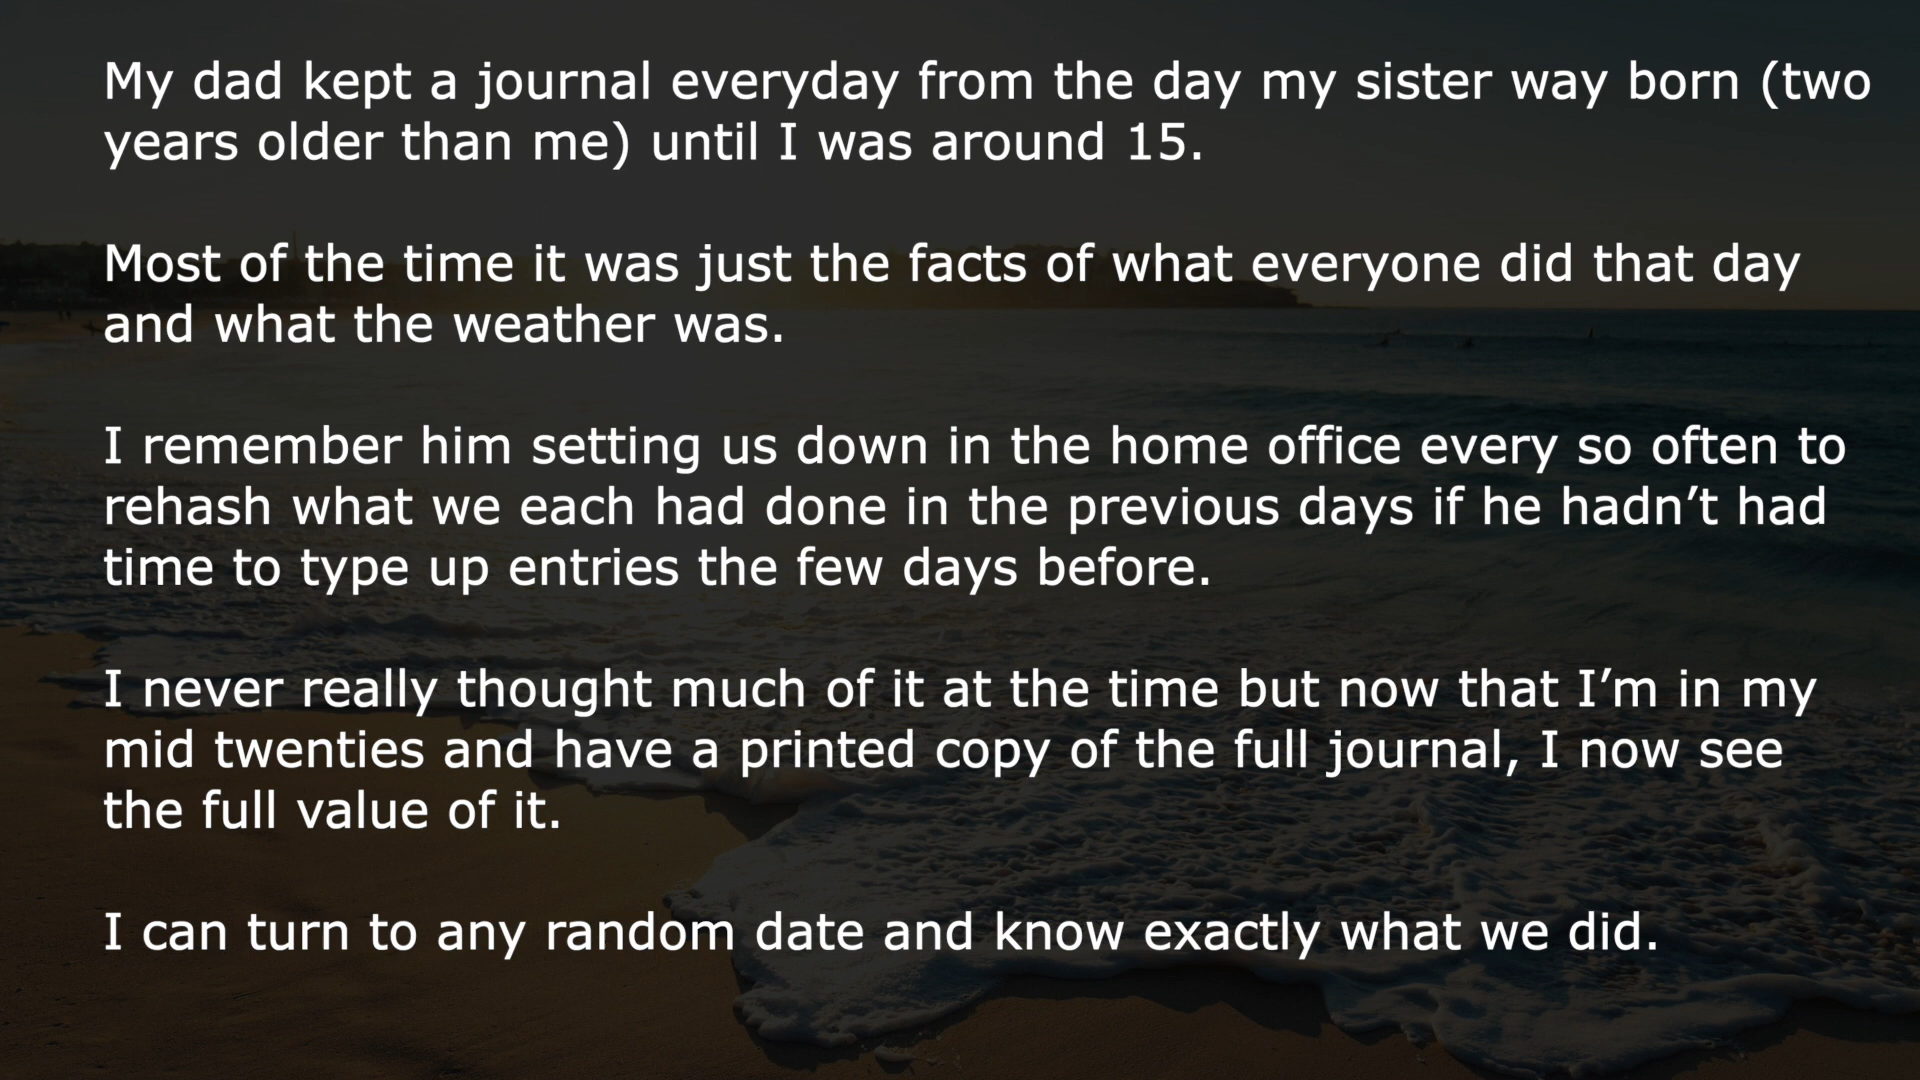 My dad kept a journal everyday from the day my sister way born (two
years older than me) until I was around 15.
Most of the time it was just the facts of what everyone did that day
and what the weather was.
I remember him setting us down in the home office every so often to
rehash what we each had done in the previous days if he hadn’t had
time to type up entries the few days before.
I never really thought much of it at the time but now that I’m in my
mid twenties and have a printed copy of the full journal, I now see
the full value of it.
I can turn to any random date and know exactly what we did.